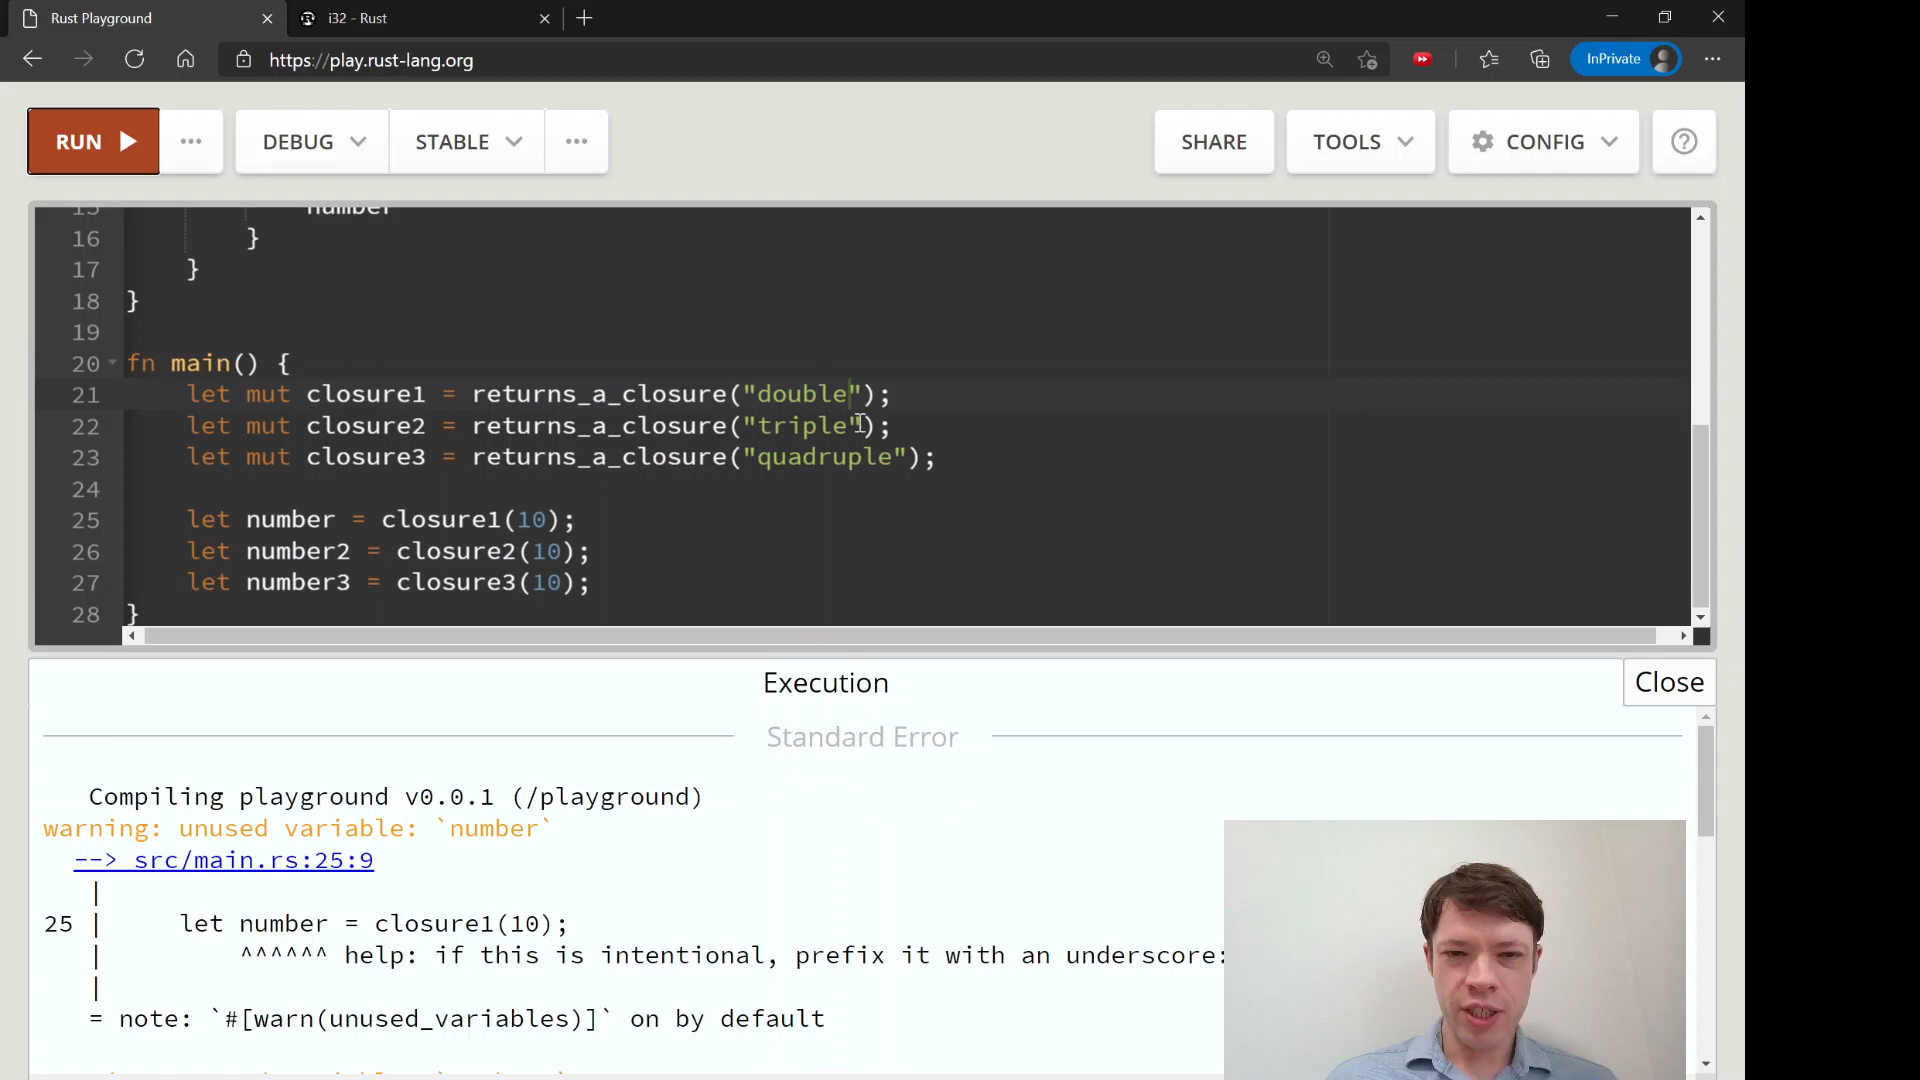 Rust Playground
i32 - Rust
https://play.rust-lang.org
InPrivate
RUN
DEBUG
STABLE
SHARE
TOOLS
CONFIG
15 number
16 }
17 }
18 }
19
20 fn main() {
21 let mut closure1 = returns_a_closure("double");
22 let mut closure2 = returns_a_closure("triple");
23 let mut closure3 = returns_a_closure("quadruple");
24
25 let number = closure1(10);
26 let number2 = closure2(10);
27 let number3 = closure3(10);
28 }
Execution
Close
Standard Error
Compiling playground v0.0.1 (/playground)
warning: unused variable: `number`
--> src/main.rs:25:9
|
25 | let number = closure1(10);
| ^^^^^^ help: if this is intentional, prefix it with an underscore:
|
= note: `#[warn(unused_variables)]` on by default